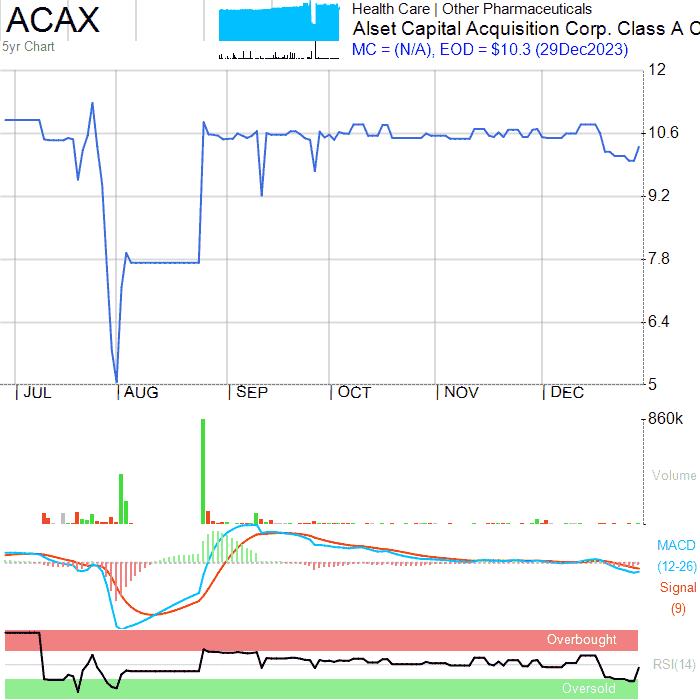 ACAX
5yr Chart
Health Care | Other Pharmaceuticals
Alset Capital Acquisition Corp. Class A C
MC = (N/A), EOD = $10.3 (29Dec2023)
12
10.6
9.2
7.8
6.4
5
| JUL | AUG | SEP | OCT | NOV | DEC
860k
Volume
MACD
(12-26)
Signal
(9)
Overbought
RSI(14)
Oversold